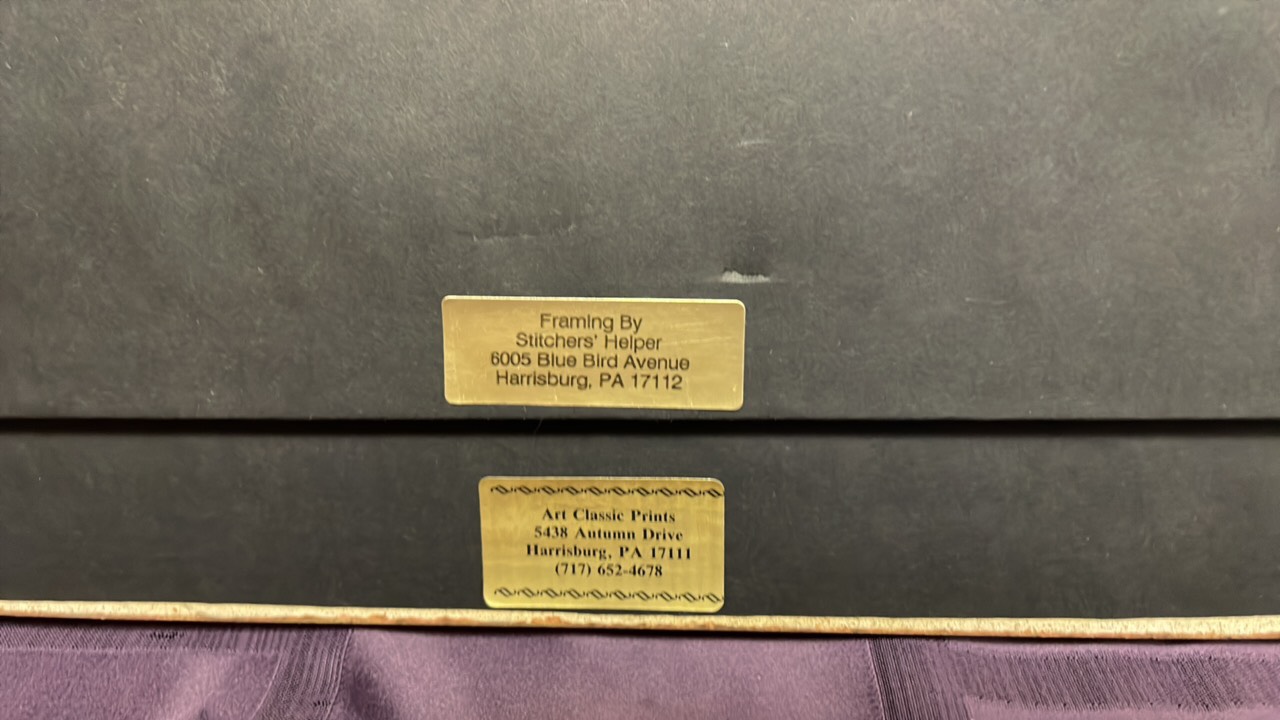 Framing By
Stitchers' Helper
6005 Blue Bird Avenue
Harrisburg, PA 17112
Art Classic Prints
5438 Autumn Drive
Harrisburg, PA 17111
(717) 652-4678